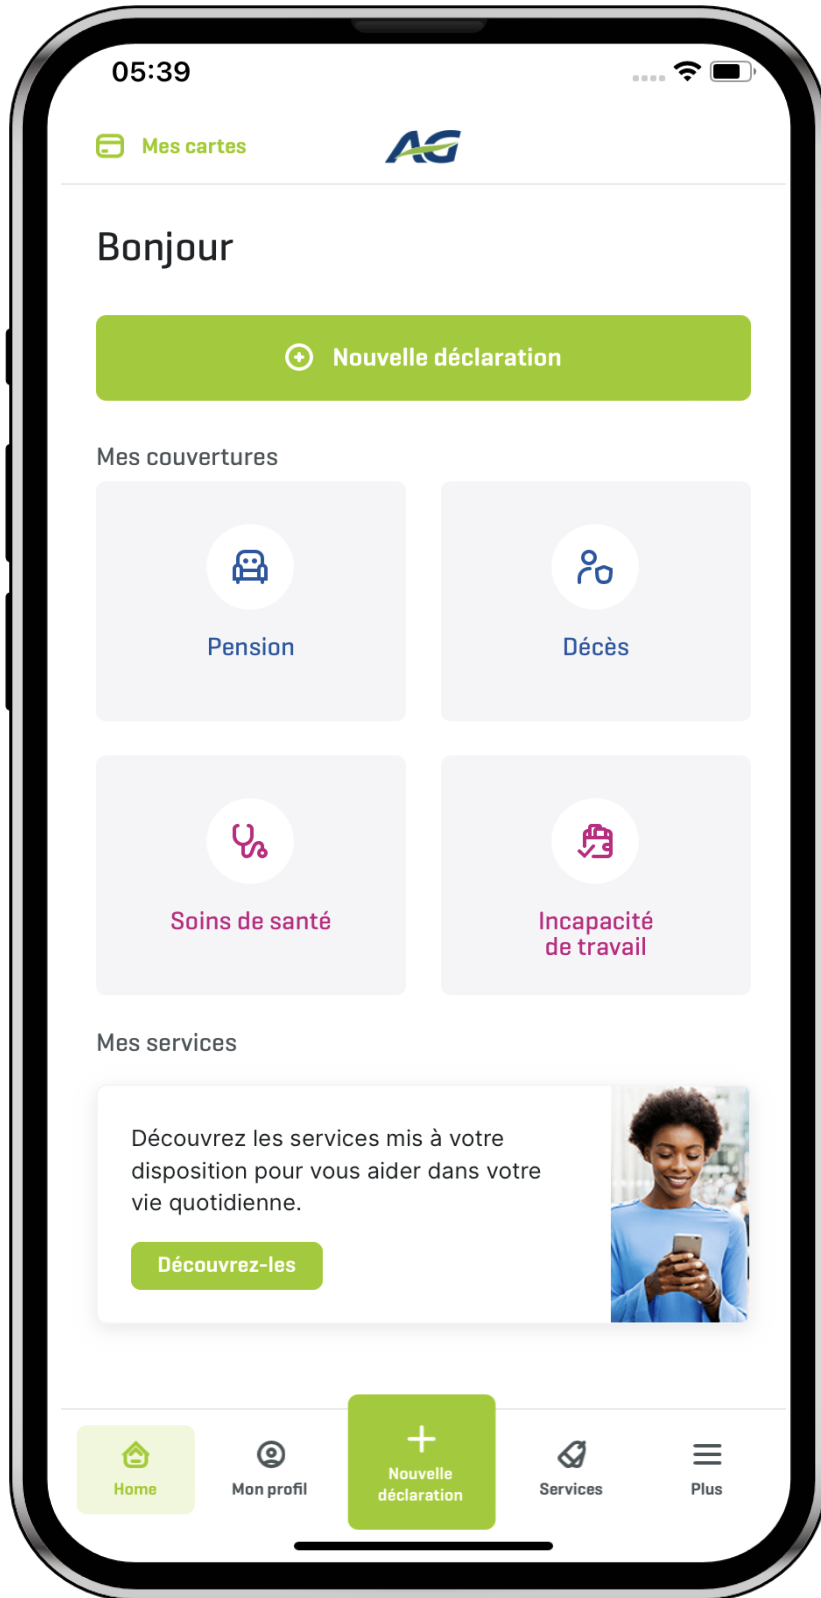 05:39
Mes cartes
AG
Bonjour
Nouvelle déclaration
Mes couvertures
Pension
Décès
Soins de santé
Incapacité
de travail
Mes services
Découvrez les services mis à votre
disposition pour vous aider dans votre
vie quotidienne.
Découvrez-les
Home
Mon profil
Nouvelle
déclaration
Services
Plus